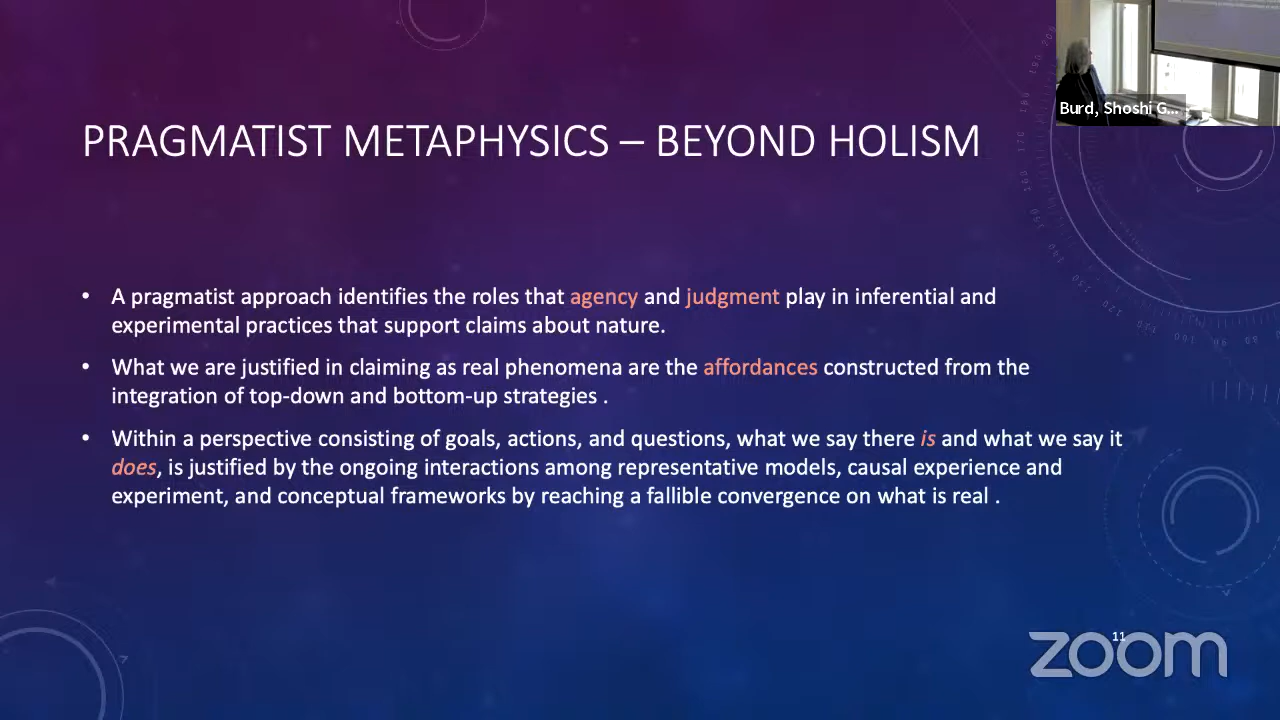 Burd, Shoshi G...
PRAGMATIST METAPHYSICS – BEYOND HOLISM
• A pragmatist approach identifies the roles that agency and judgment play in inferential and
experimental practices that support claims about nature.
• What we are justified in claiming as real phenomena are the affordances constructed from the
integration of top-down and bottom-up strategies .
• Within a perspective consisting of goals, actions, and questions, what we say there is and what we say it
does, is justified by the ongoing interactions among representative models, causal experience and
experiment, and conceptual frameworks by reaching a fallible convergence on what is real .
11
zoom